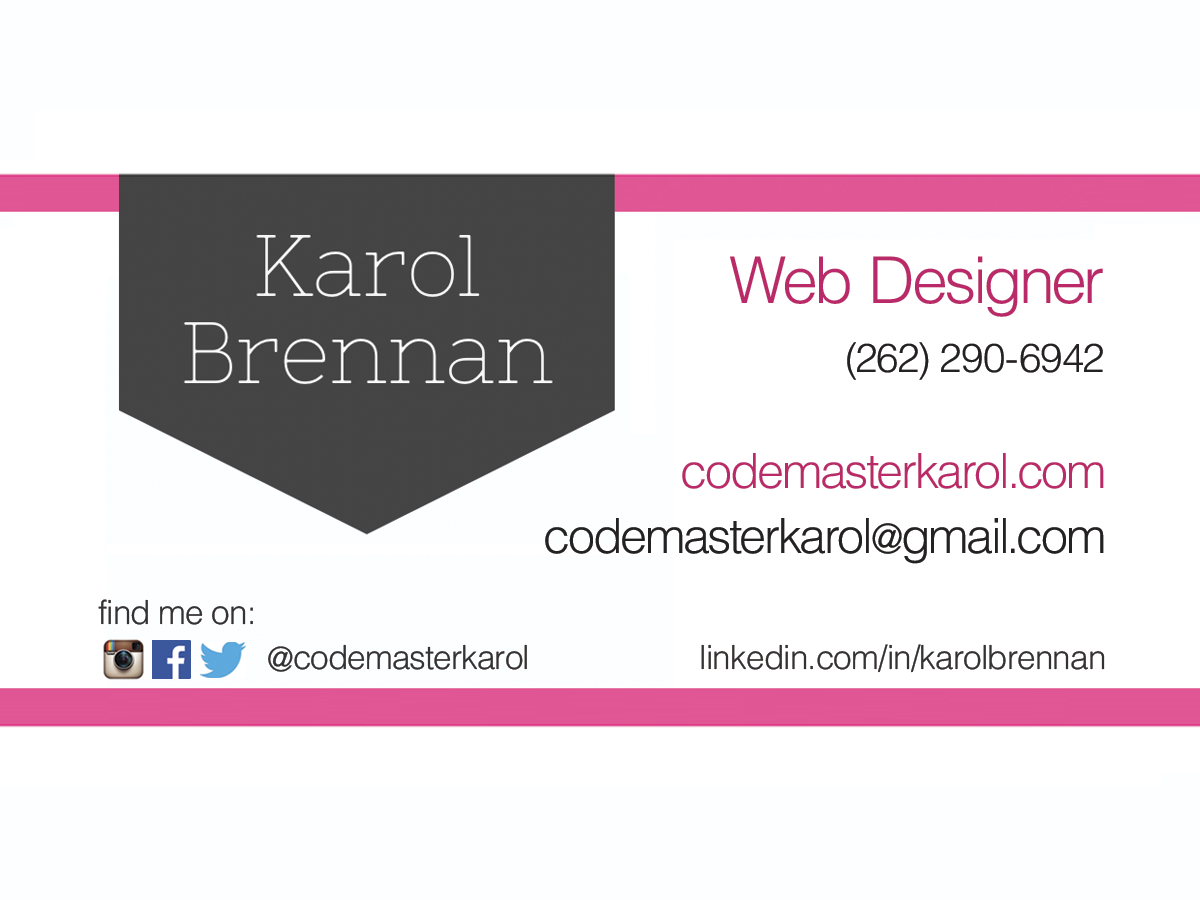 Karol
Brennan
Web Designer
(262) 290-6942
codemasterkarol.com
codemasterkarol@gmail.com
find me on:
@codemasterkarol
linkedin.com/in/karolbrennan